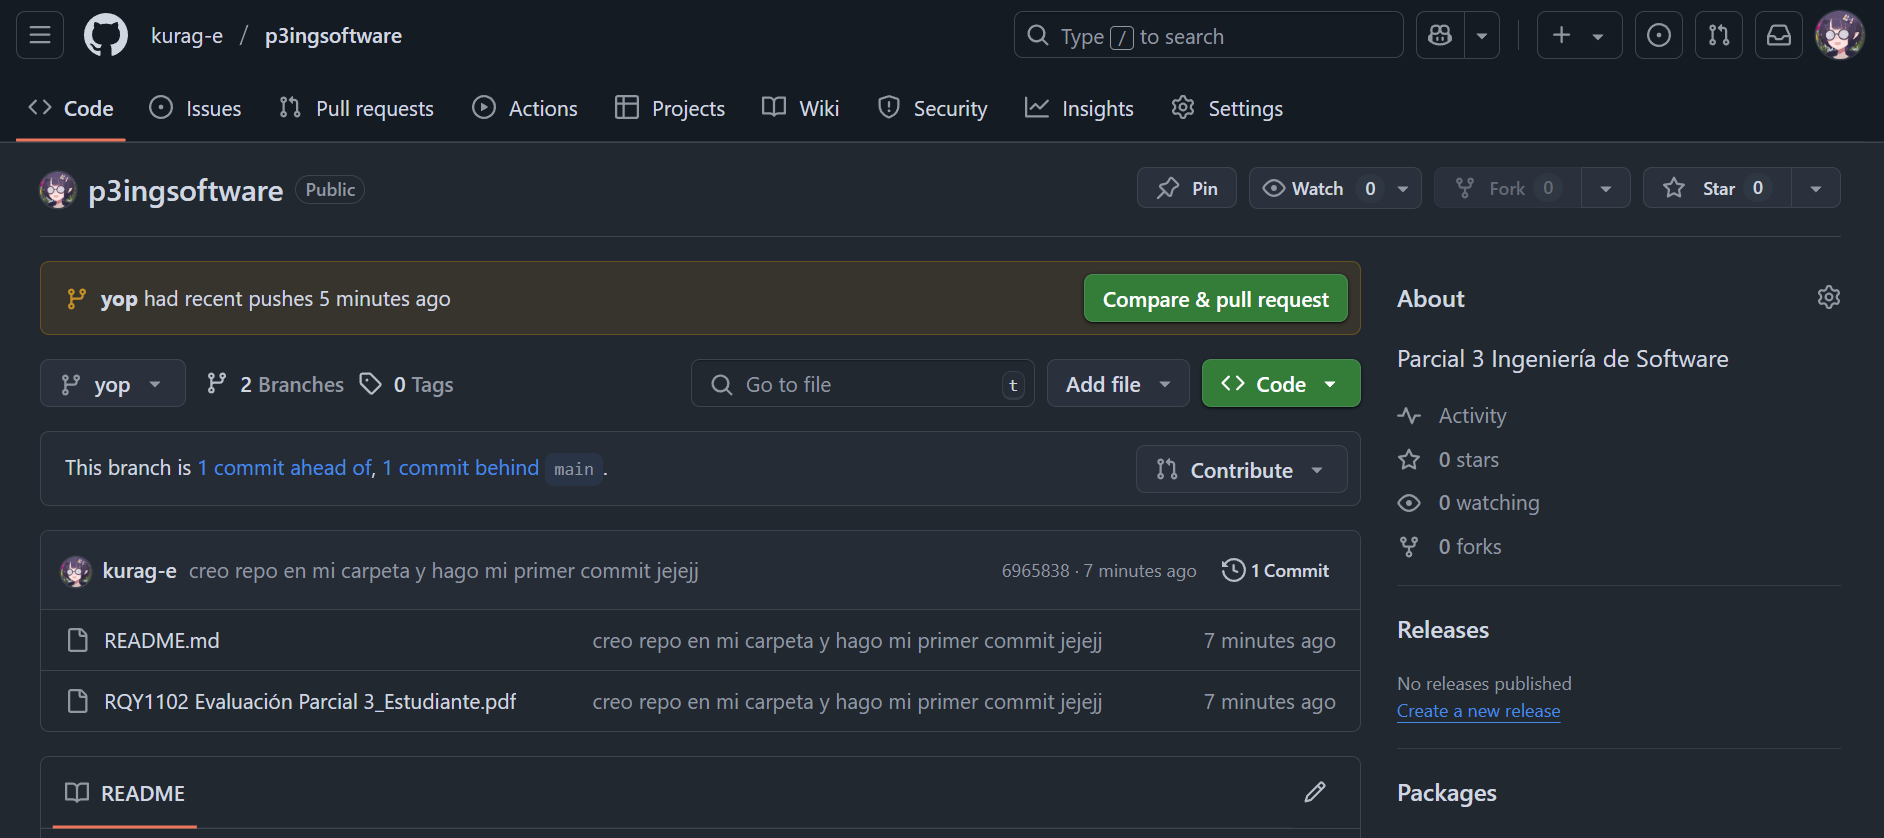 kurag-e / p3ingsoftware
Type / to search
Code
Issues
Pull requests
Actions
Projects
Wiki
Security
Insights
Settings
p3ingsoftware Public
Pin
Watch 0
Fork 0
Star 0
yop had recent pushes 5 minutes ago
Compare & pull request
yop
2 Branches
0 Tags
Go to file t
Add file
Code
This branch is 1 commit ahead of, 1 commit behind main .
Contribute
kurag-e creo repo en mi carpeta y hago mi primer commit jejejj 6965838 · 7 minutes ago 1 Commit
README.md creo repo en mi carpeta y hago mi primer commit jejejj 7 minutes ago
RQY1102 Evaluación Parcial 3_Estudiante.pdf creo repo en mi carpeta y hago mi primer commit jejejj 7 minutes ago
README
About
Parcial 3 Ingeniería de Software
Activity
0 stars
0 watching
0 forks
Releases
No releases published
Create a new release
Packages